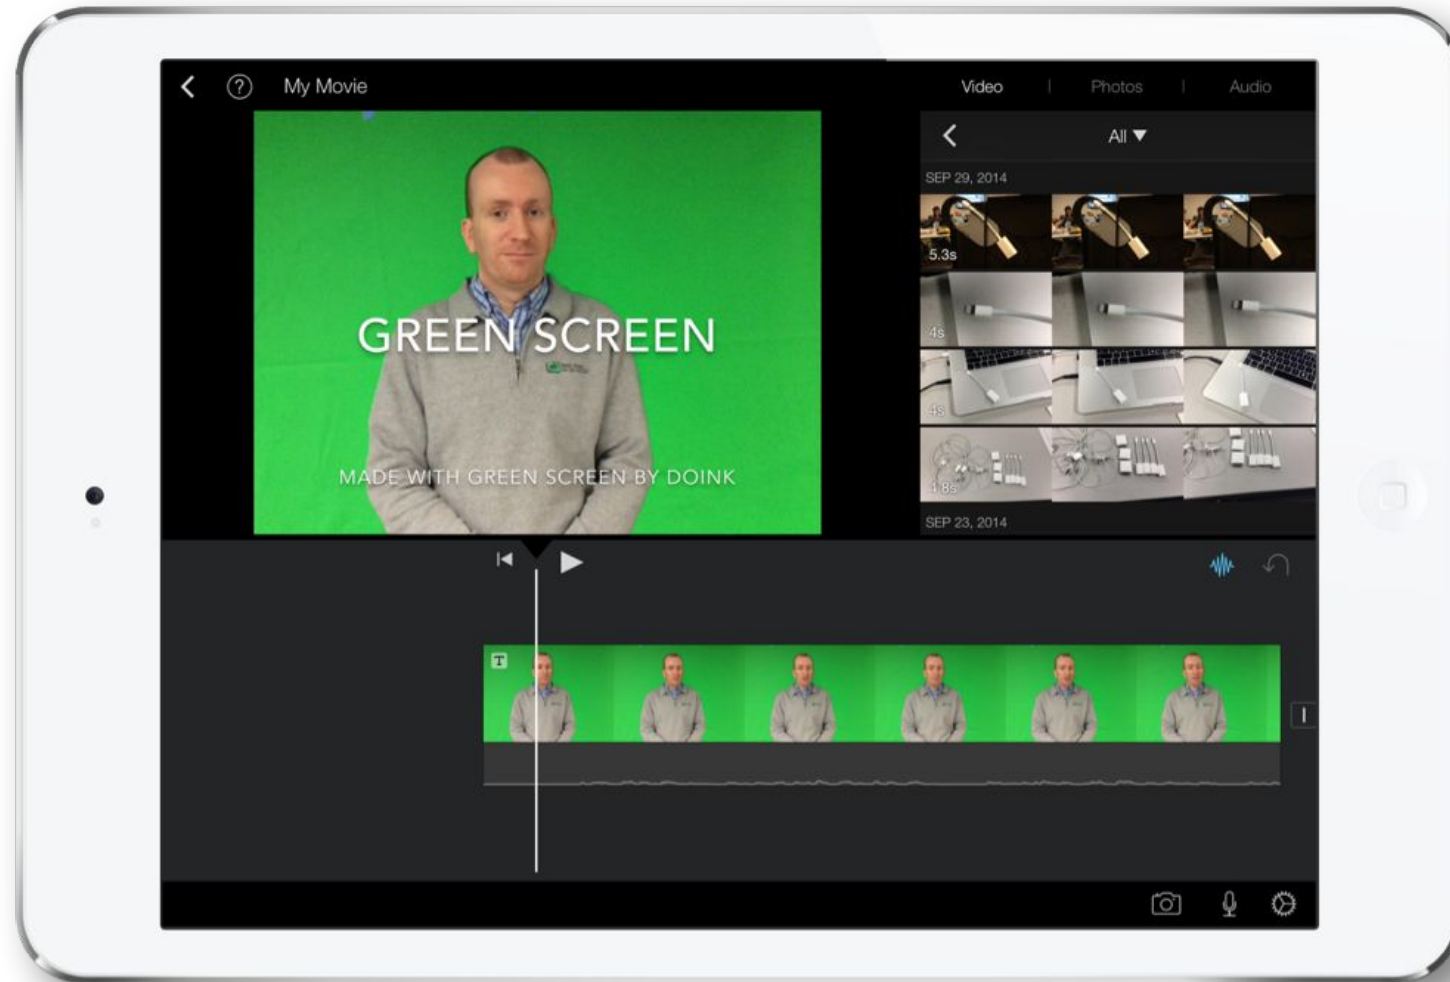 My Movie
Video | Photos | Audio
All ▼
SEP 29, 2014
5.3s
4s
4s
4.8s
SEP 23, 2014
GREEN SCREEN
MADE WITH GREEN SCREEN BY DOINK
T